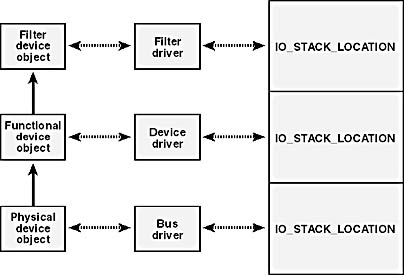 Filter
device
object
Filter
driver
IO_STACK_LOCATION
Functional
device
object
Device
driver
IO_STACK_LOCATION
Physical
device
object
Bus
driver
IO_STACK_LOCATION